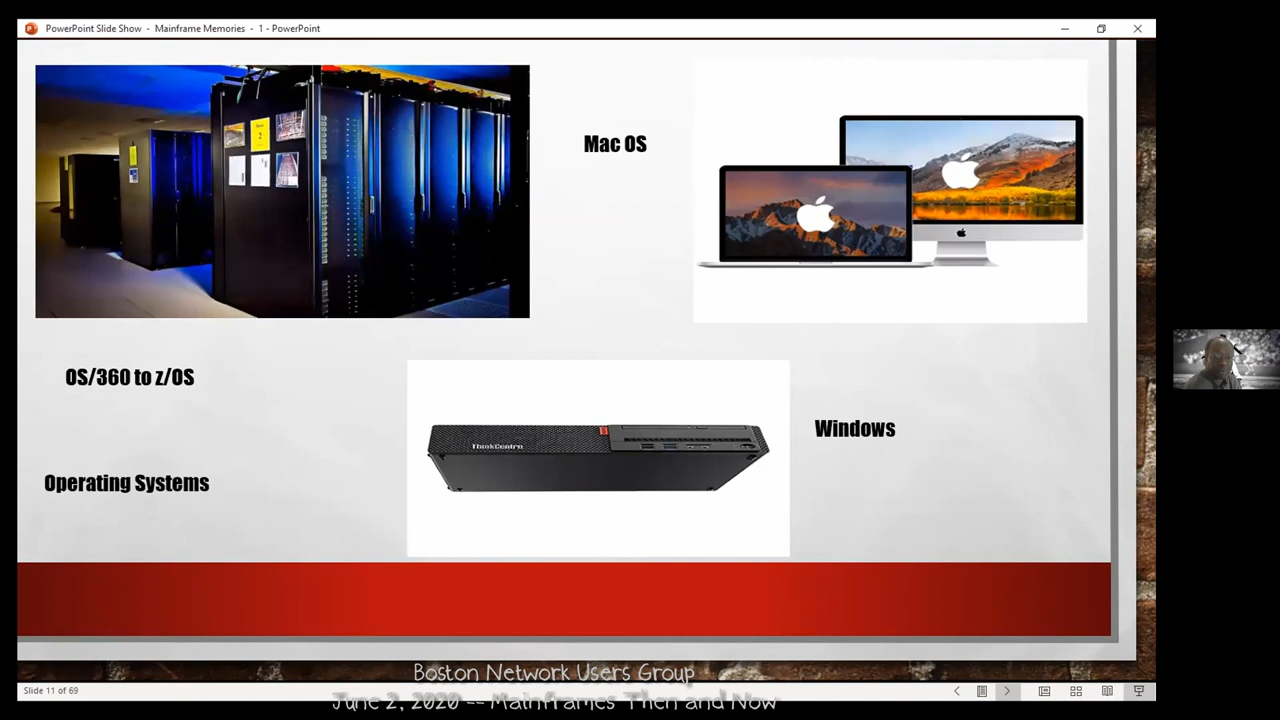 PowerPoint Slide Show - Mainframe Memories - 1 - PowerPoint
Mac OS
OS/360 to z/OS
ThinkCentre
Windows
Operating Systems
Boston Network Users Group
Slide 11 of 69
June 2, 2020 -- Mainframes Then and Now